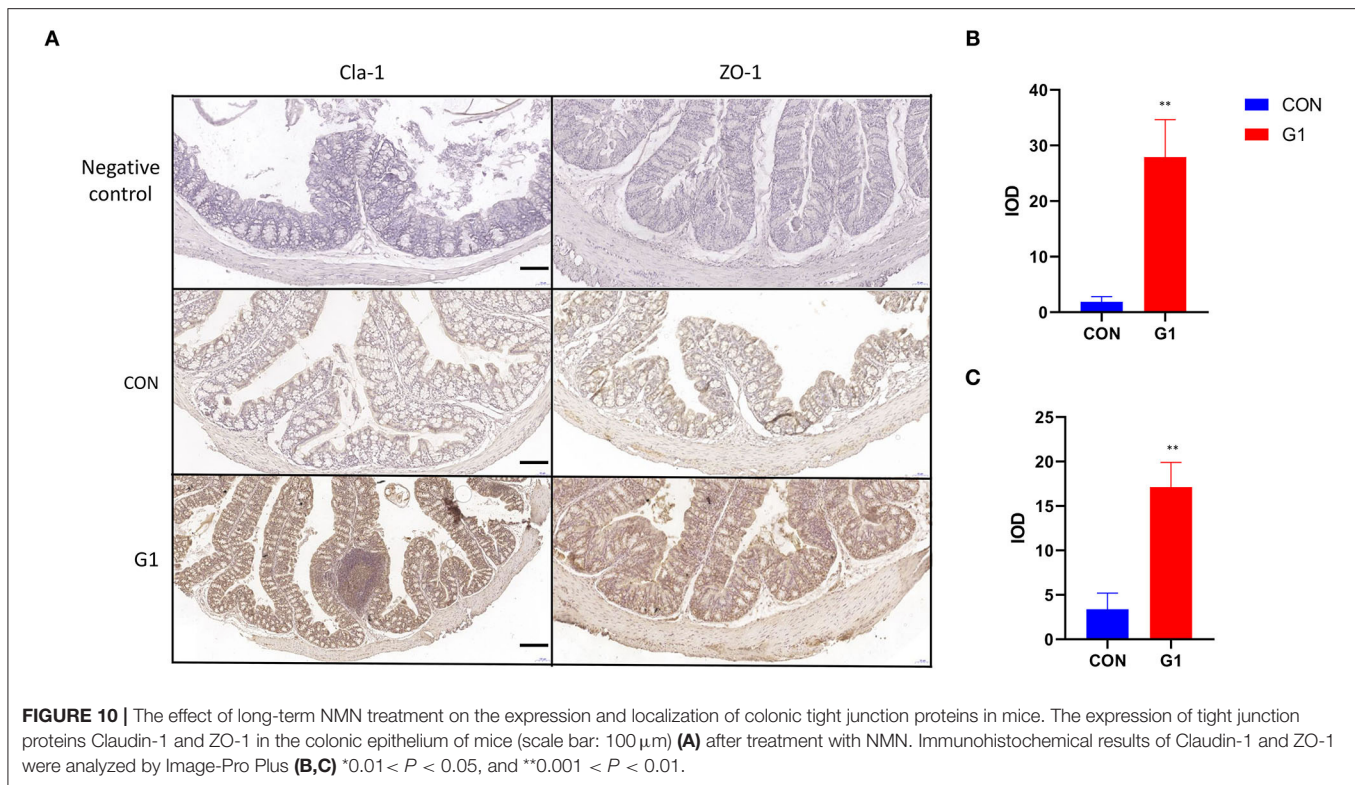 A
Cla-1
ZO-1
Negative
control
CON
G1
B
40
30
20
10
0
IOD
**
CON
G1
CON
G1
C
25
20
15
10
5
0
IOD
**
CON
G1
FIGURE 10 | The effect of long-term NMN treatment on the expression and localization of colonic tight junction proteins in mice. The expression of tight junction
proteins Claudin-1 and ZO-1 in the colonic epithelium of mice (scale bar: 100 μm) (A) after treatment with NMN. Immunohistochemical results of Claudin-1 and ZO-1
were analyzed by Image-Pro Plus (B,C) *0.01< P < 0.05, and **0.001 < P < 0.01.